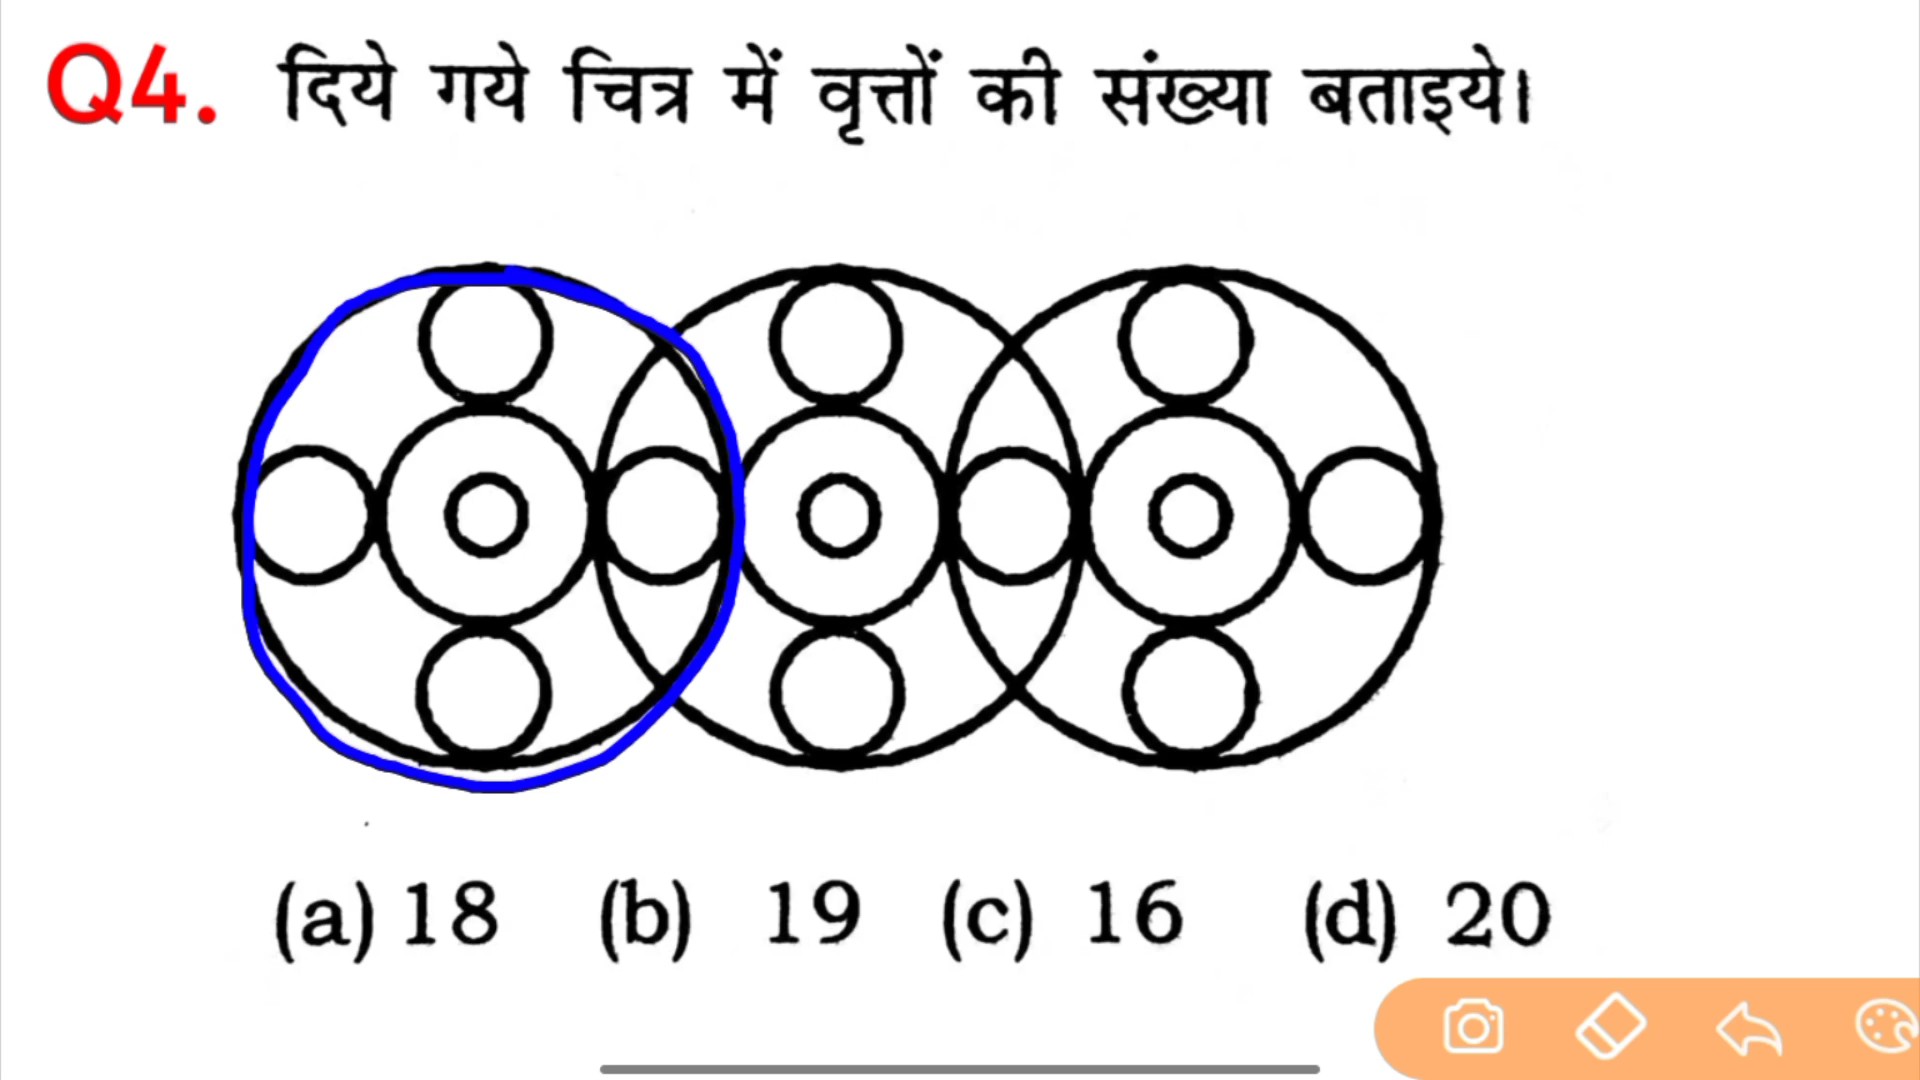 Q4. दिये गये चित्र में वृत्तों की संख्या बताइये।
(a) 18 (b) 19 (c) 16 (d) 20